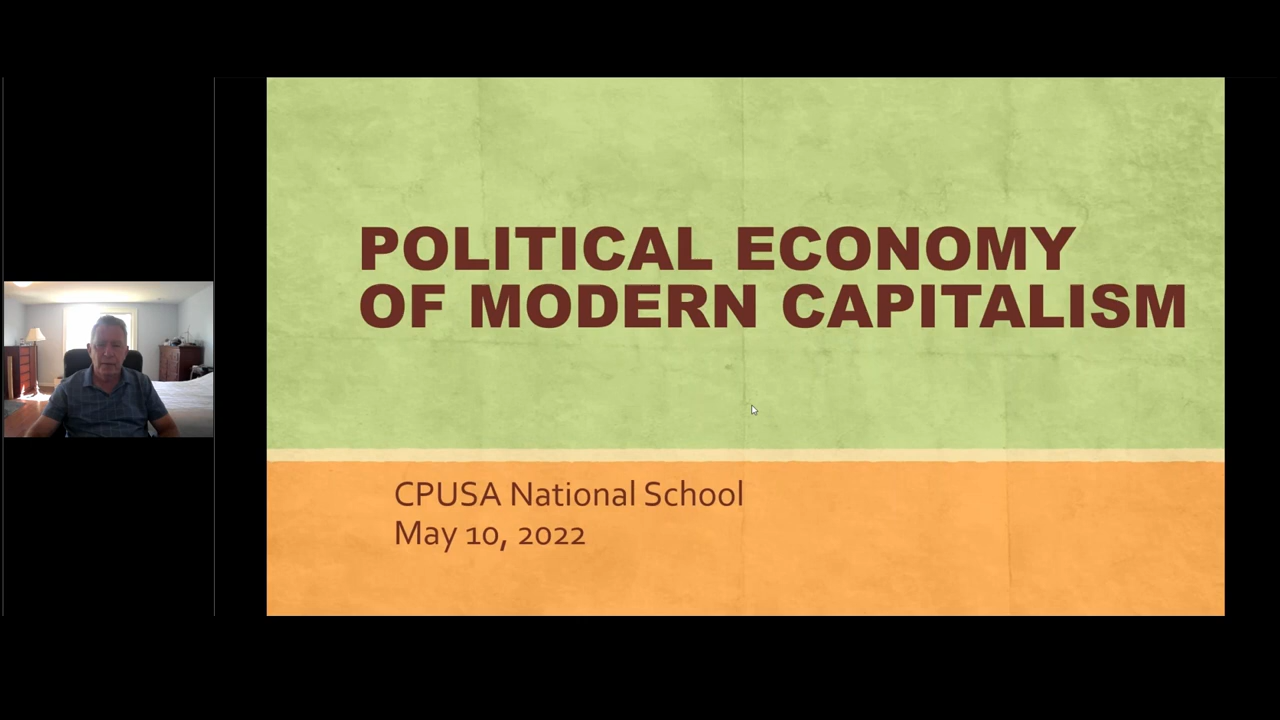 POLITICAL ECONOMY
OF MODERN CAPITALISM
CPUSA National School
May 10, 2022